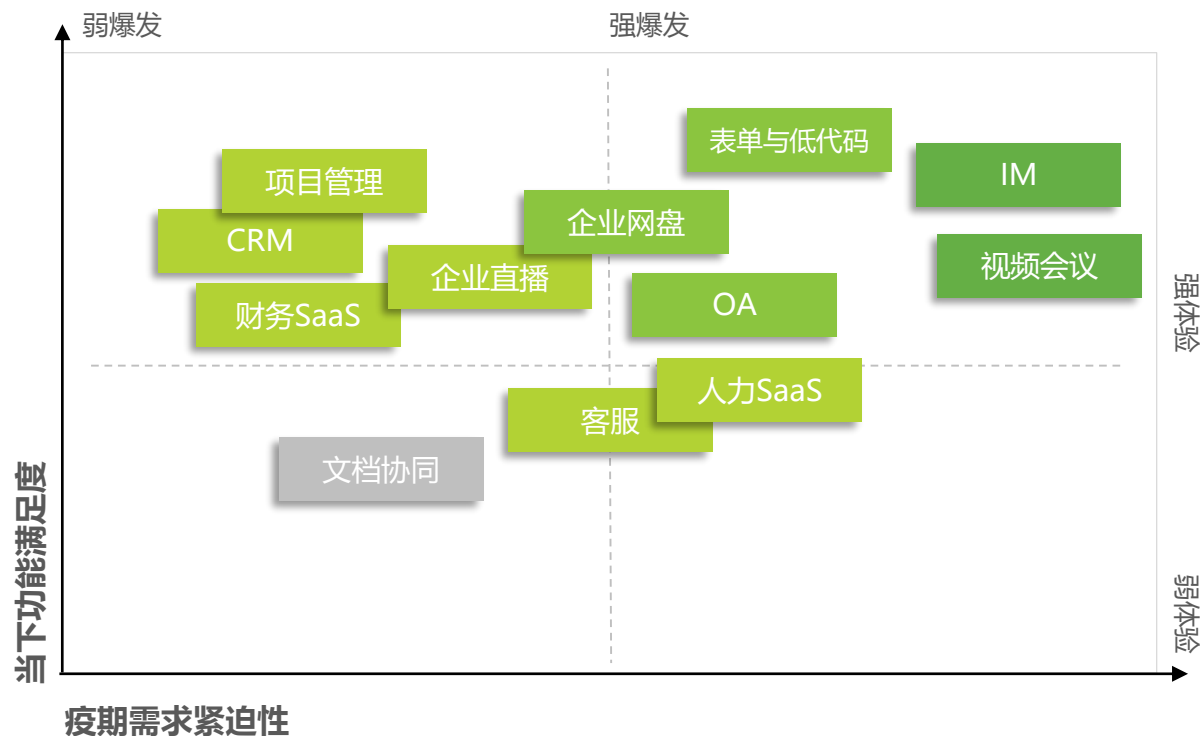 弱爆发
强爆发
表单与低代码
IM
项目管理
企业网盘
CRM
视频会议
企业直播
OA
财务SaaS
强体验
人力SaaS
客服
文档协同
当下功能满足度
弱体验
疫期需求紧迫性